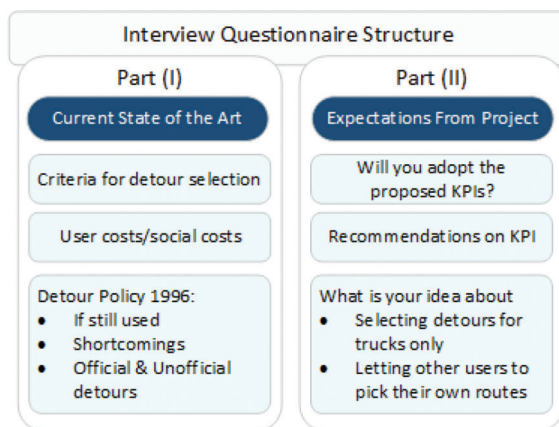 Interview Questionnaire Structure
Part (I)
Current State of the Art
Criteria for detour selection
User costs/social costs
Detour Policy 1996:
• If still used
• Shortcomings
• Official & Unofficial
detours
Part (II)
Expectations From Project
Will you adopt the
proposed KPIs?
Recommendations on KPI
What is your idea about
• Selecting detours for
trucks only
• Letting other users to
pick their own routes